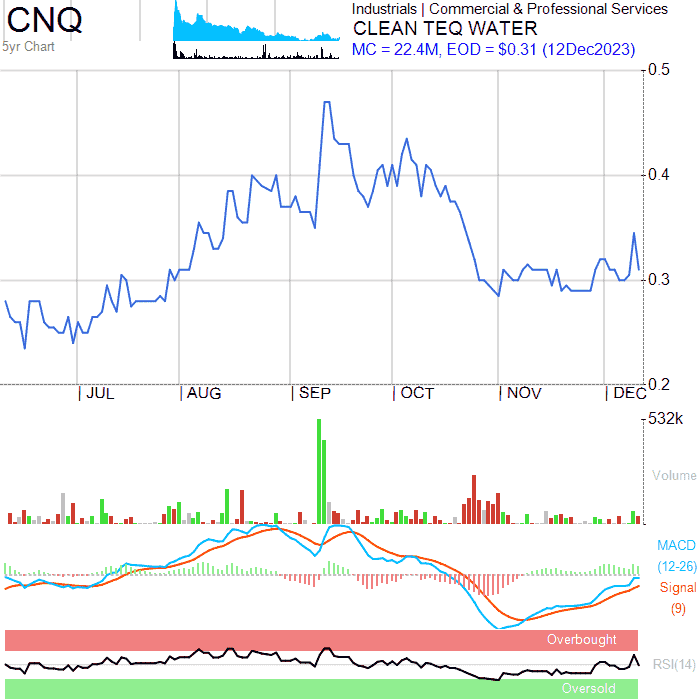 CNQ
5yr Chart
Industrials | Commercial & Professional Services
CLEAN TEQ WATER
MC = 22.4M, EOD = $0.31 (12Dec2023)
0.5
0.4
0.3
0.2
| JUL | AUG | SEP | OCT | NOV | DEC
532k
Volume
MACD
(12-26)
Signal
(9)
Overbought
RSI(14)
Oversold